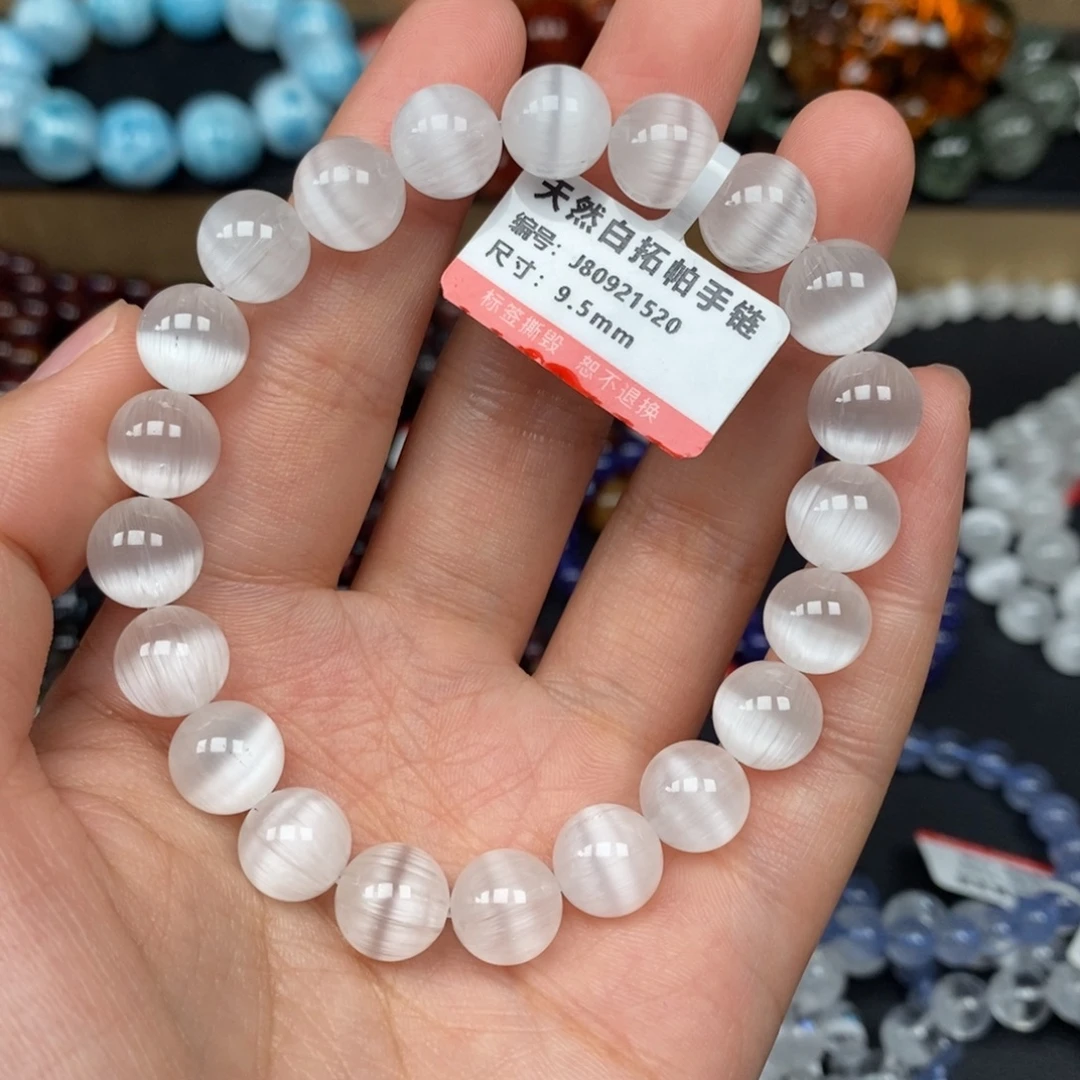 天然白拓帕手链
编号：J80921520
尺寸：9.5mm
标签撕毁 恕不退换